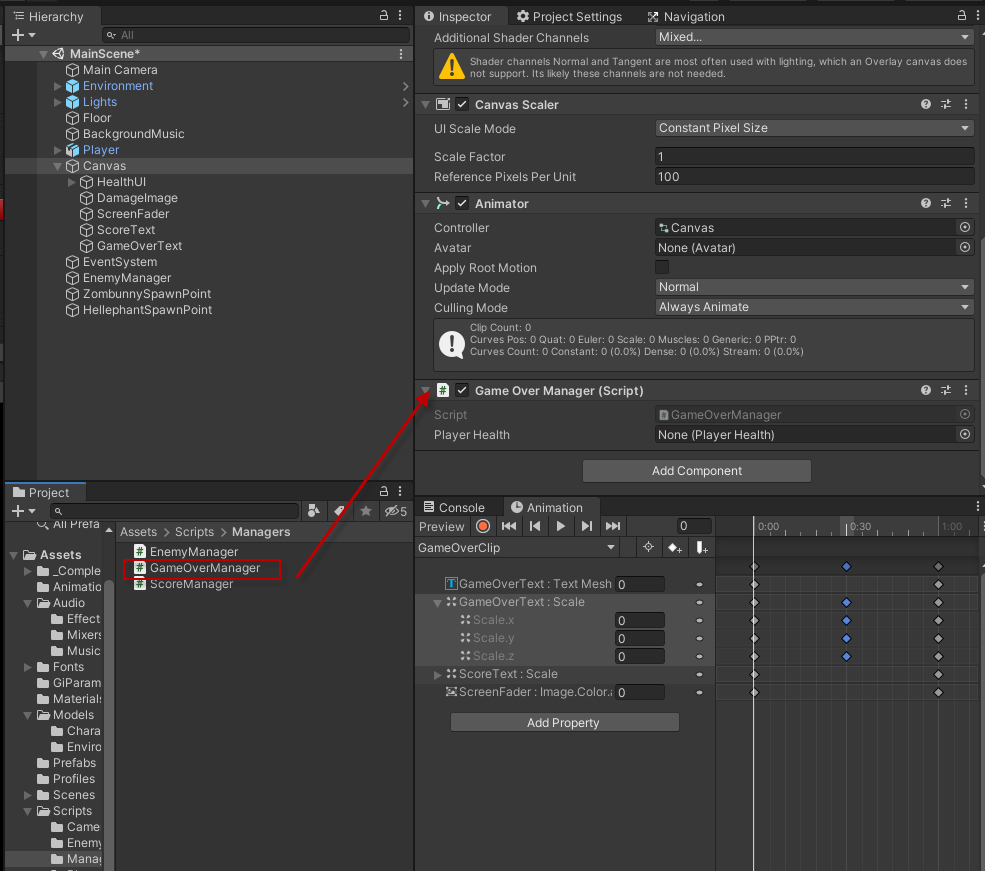 Hierarchy
All
MainScene*
Main Camera
Environment
Lights
Floor
BackgroundMusic
Player
Canvas
HealthUI
DamageImage
ScreenFader
ScoreText
GameOverText
EventSystem
EnemyManager
ZombunnySpawnPoint
HellephantSpawnPoint
Inspector
Project Settings
Navigation
Additional Shader Channels
Mixed...
Shader channels Normal and Tangent are most often used with lighting, which an Overlay canvas does
not support. Its likely these channels are not needed.
Canvas Scaler
UI Scale Mode
Constant Pixel Size
Scale Factor
1
Reference Pixels Per Unit
100
Animator
Controller
Canvas
Avatar
None (Avatar)
Apply Root Motion
Update Mode
Normal
Culling Mode
Always Animate
Clip Count: 0
Curves Pos: 0 Quat: 0 Euler: 0 Scale: 0 Muscles: 0 Generic: 0 PPtr: 0
Curves Count: 0 Constant: 0 (0.0%) Dense: 0 (0.0%) Stream: 0 (0.0%)
# Game Over Manager (Script)
Script
GameOverManager
Player Health
None (Player Health)
Add Component
Project
5
All Prefa
Assets
_Comple
Animatio
Audio
Effect
Mixers
Music
Fonts
GiParam
Materials
Models
Chara
Enviro
Prefabs
Profiles
Scenes
Scripts
Came
Enemy
Manag
Assets > Scripts > Managers
# EnemyManager
# GameOverManager
# ScoreManager
Console
Animation
Preview
0
0:00
0:30
1:00
GameOverClip
GameOverText : Text Mesh
0
GameOverText : Scale
Scale.x
0
Scale.y
0
Scale.z
0
ScoreText : Scale
ScreenFader : Image.Color.a
0
Add Property